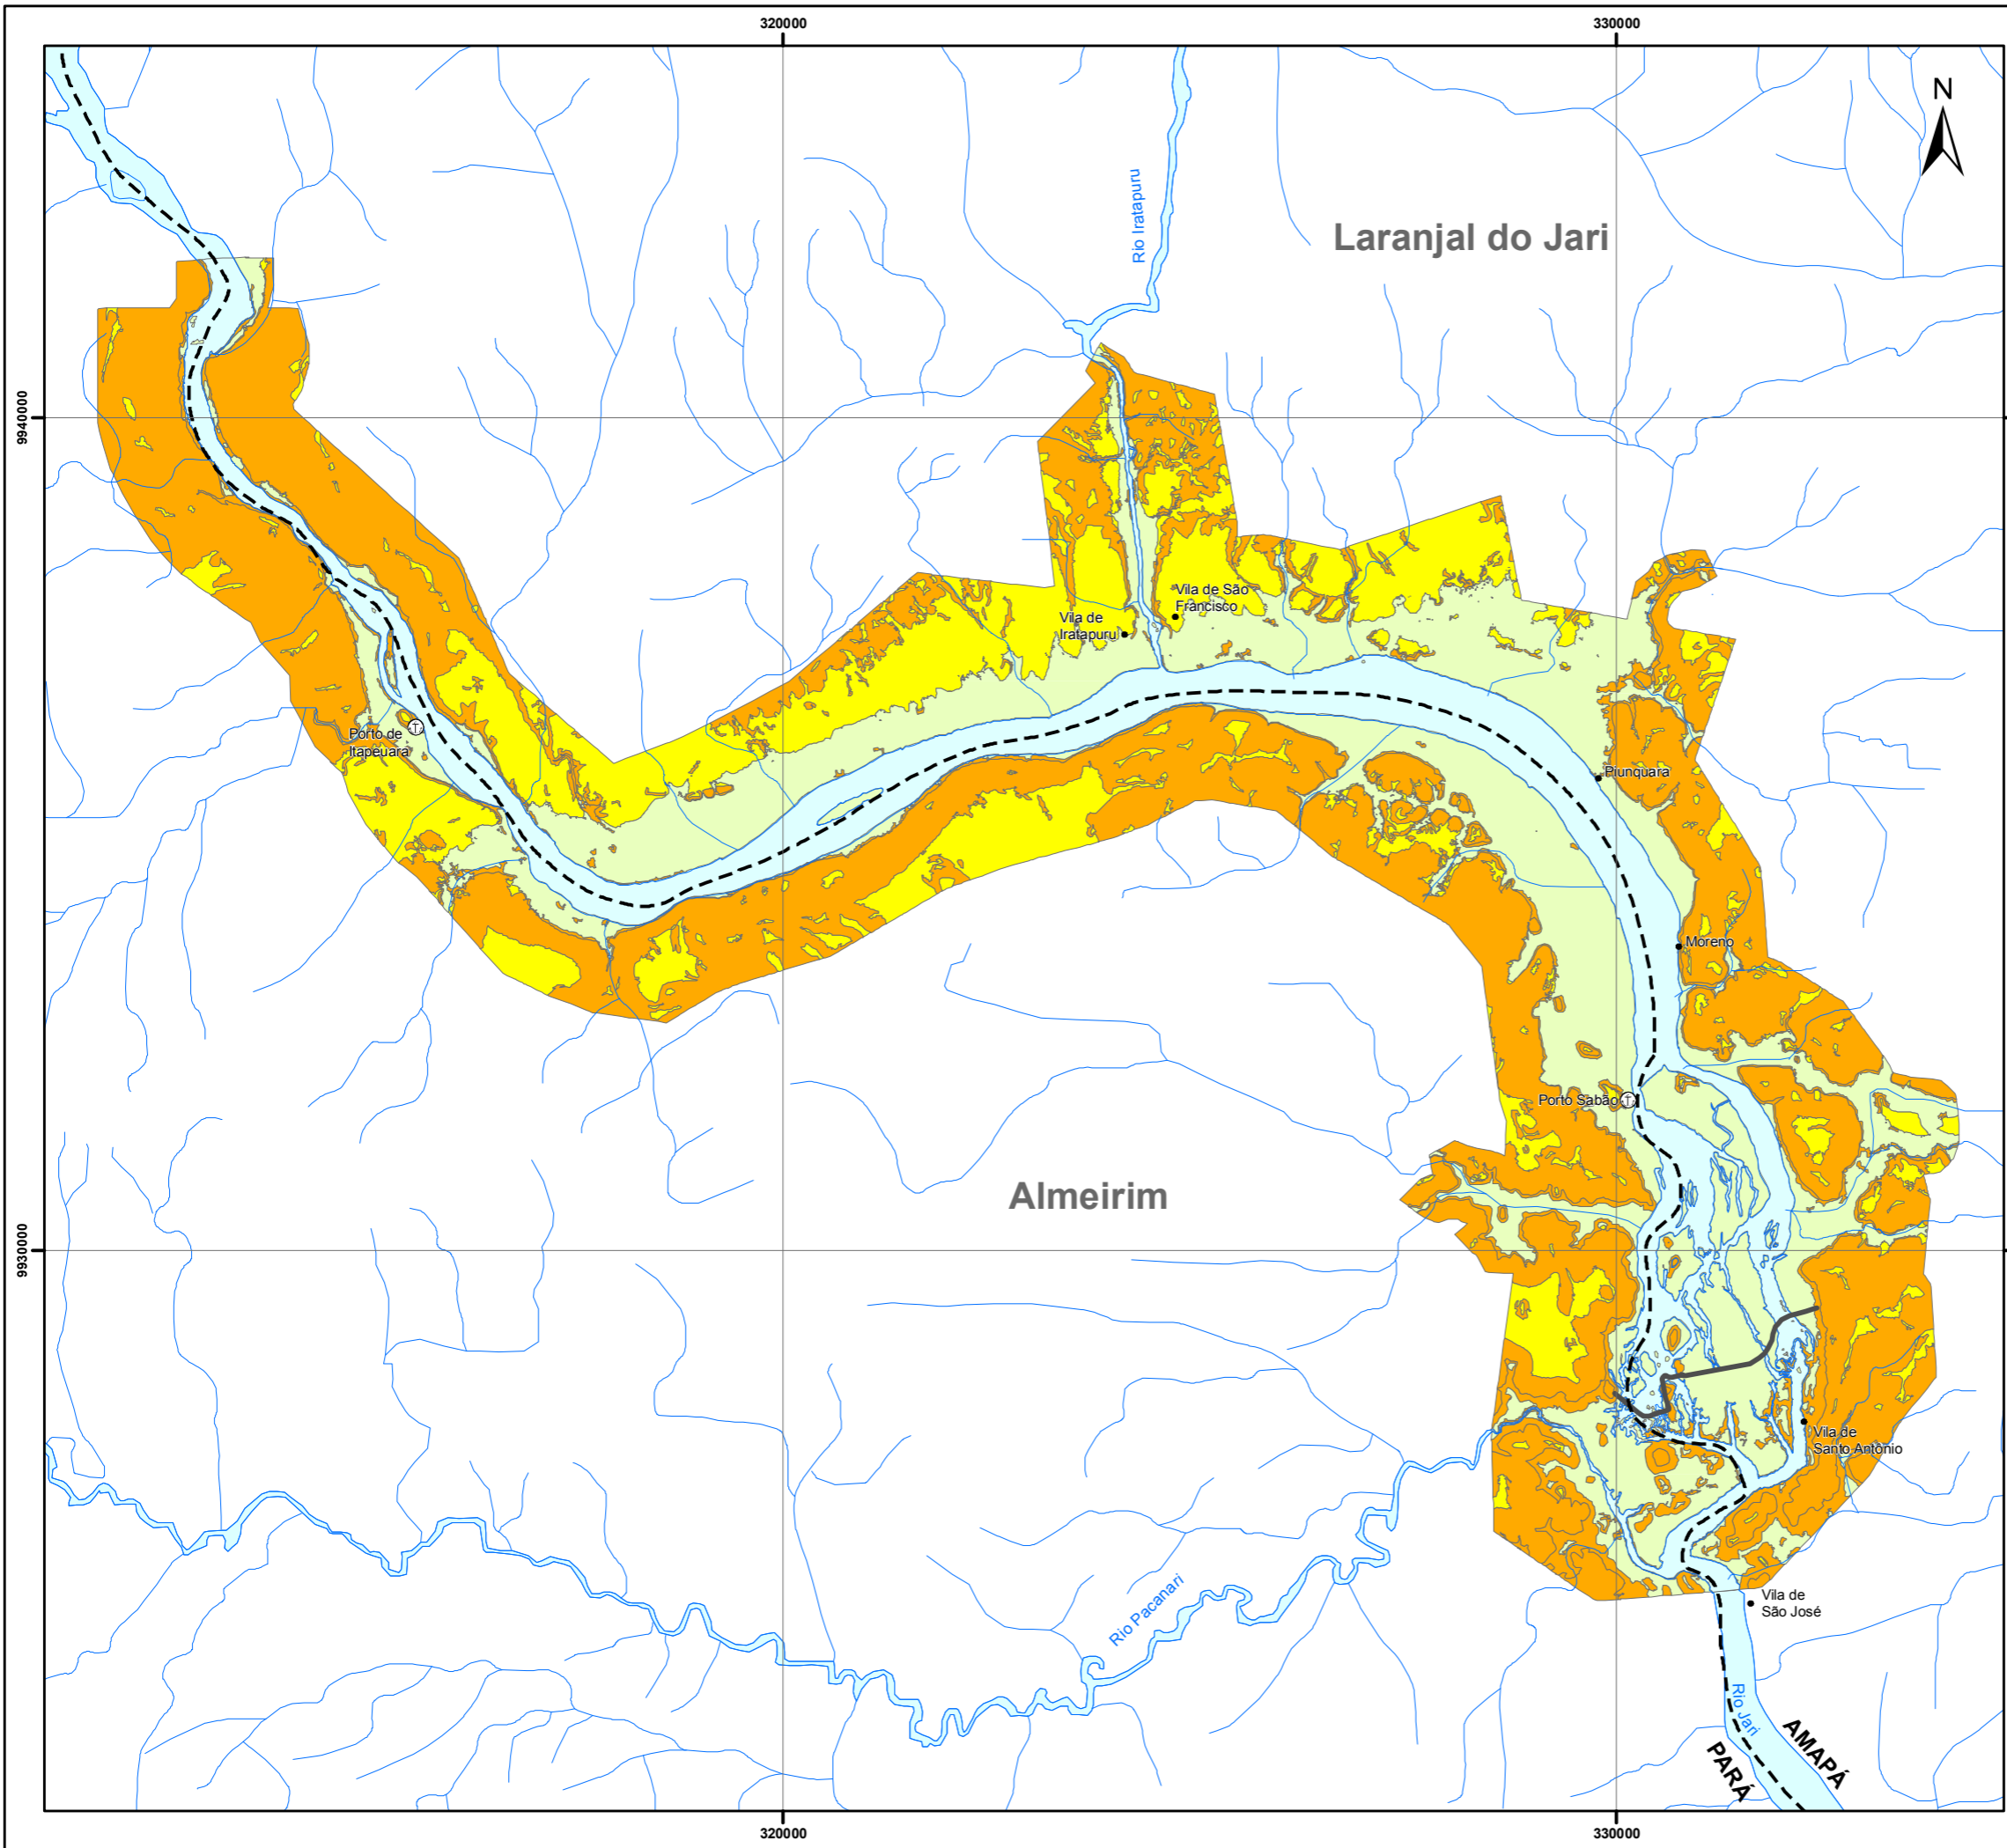 320000
330000
N
Rio Iratapuru
Laranjal do Jari
9940000
Vila de São
Francisco
Vila de
Iratapuru
Porto de
Itapeuara
Piunquara
Moreno
Porto Sabão
Almeirim
9930000
Vila de
Santo Antônio
Rio Pacanari
Vila de
São José
Rio Jari
AMAPÁ
PARÁ
320000
330000